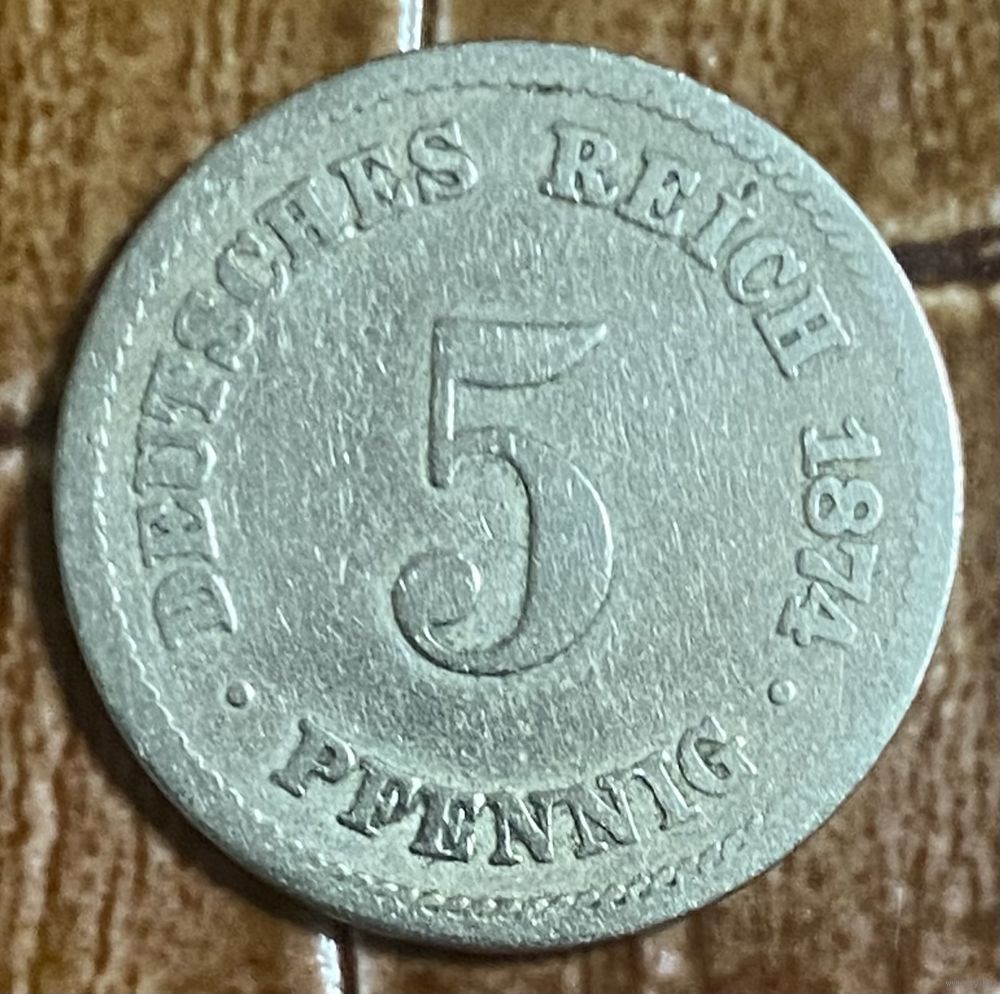 DEUTSCHES REICH 1874
5
· PFENNIG ·